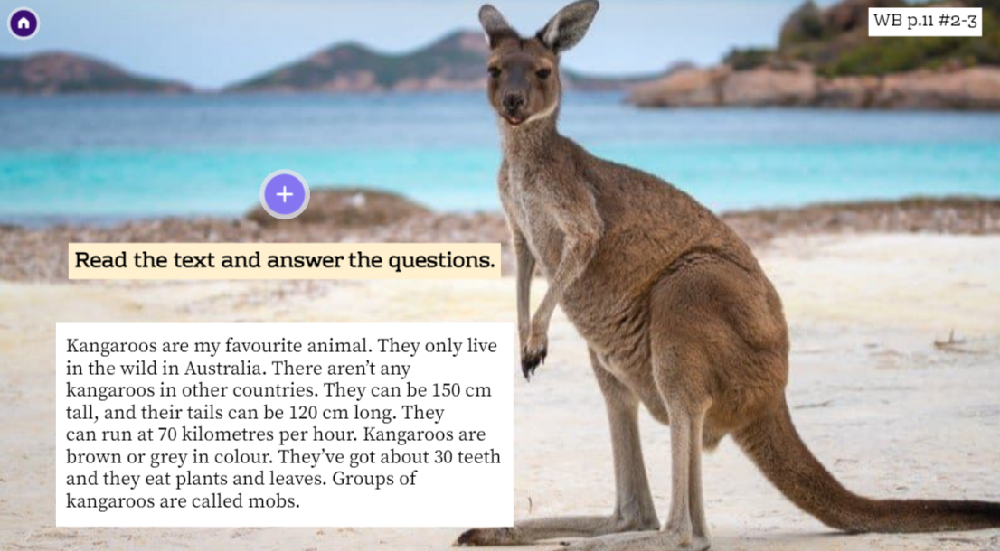 WB p.11 #2-3
Read the text and answer the questions.
Kangaroos are my favourite animal. They only live
in the wild in Australia. There aren't any
kangaroos in other countries. They can be 150 cm
tall, and their tails can be 120 cm long. They
can run at 70 kilometres per hour. Kangaroos are
brown or grey in colour. They've got about 30 teeth
and they eat plants and leaves. Groups of
kangaroos are called mobs.